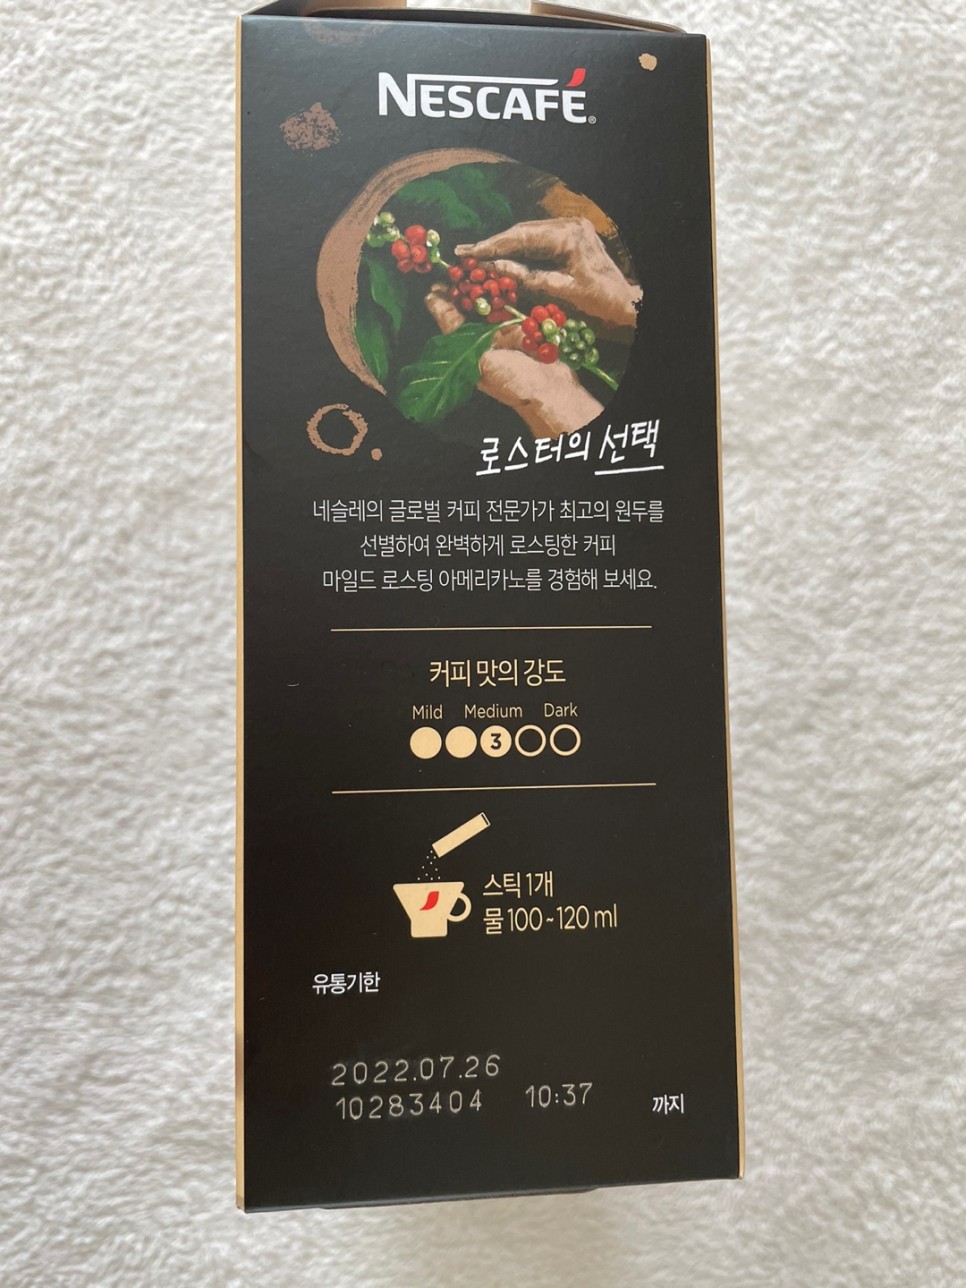 NESCAFÉ®
로스터의 선택
네슬레의 글로벌 커피 전문가가 최고의 원두를
선별하여 완벽하게 로스팅한 커피
마일드 로스팅 아메리카노를 경험해 보세요.
커피 맛의 강도
Mild Medium Dark
3
스틱 1개
물 100~120 ml
유통기한
2022.07.26
10283404 10:37 까지